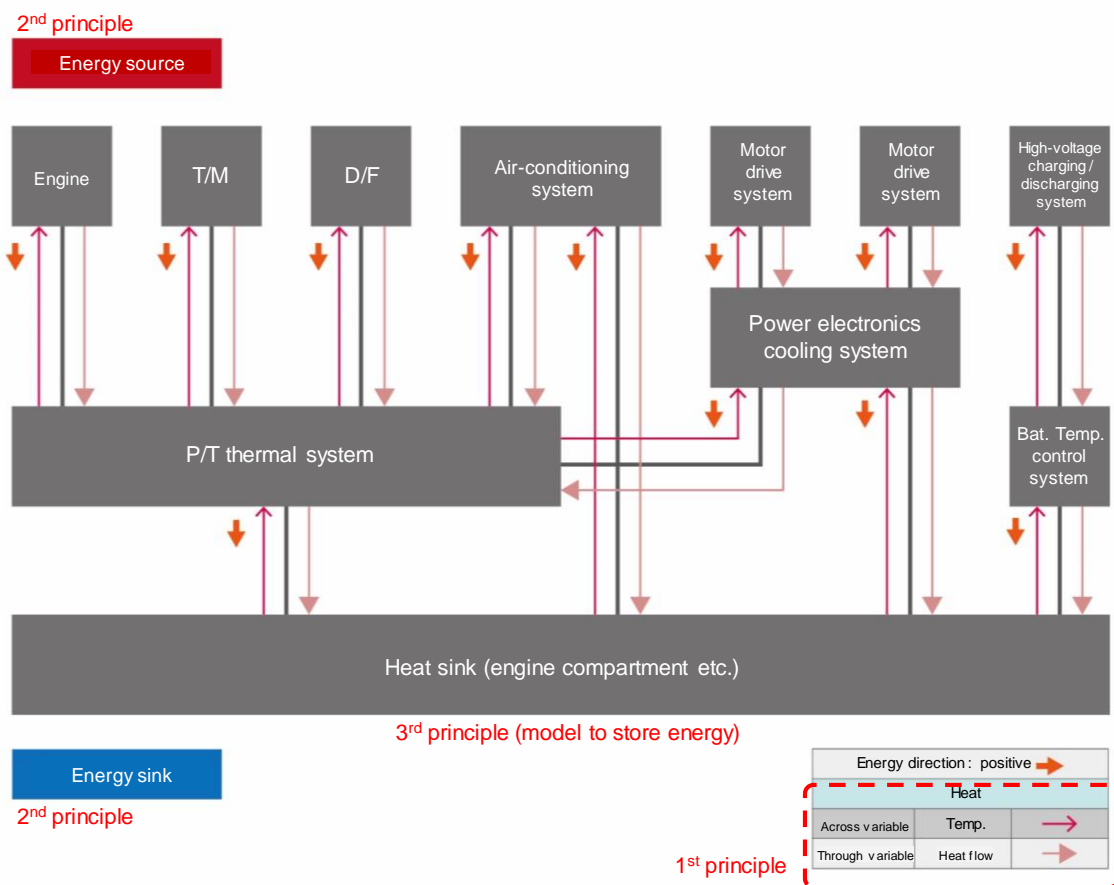 2nd principle
Energy source
Engine
T/M
D/F
Air-conditioning
system
Motor
drive
system
Motor
drive
system
High-voltage
charging /
discharging
system
Power electronics
cooling system
P/T thermal system
Bat. Temp.
control
system
Heat sink (engine compartment etc.)
3rd principle (model to store energy)
Energy sink
2nd principle
Energy direction : positive
Heat
Across variable Temp.
Through variable Heat flow
1st principle